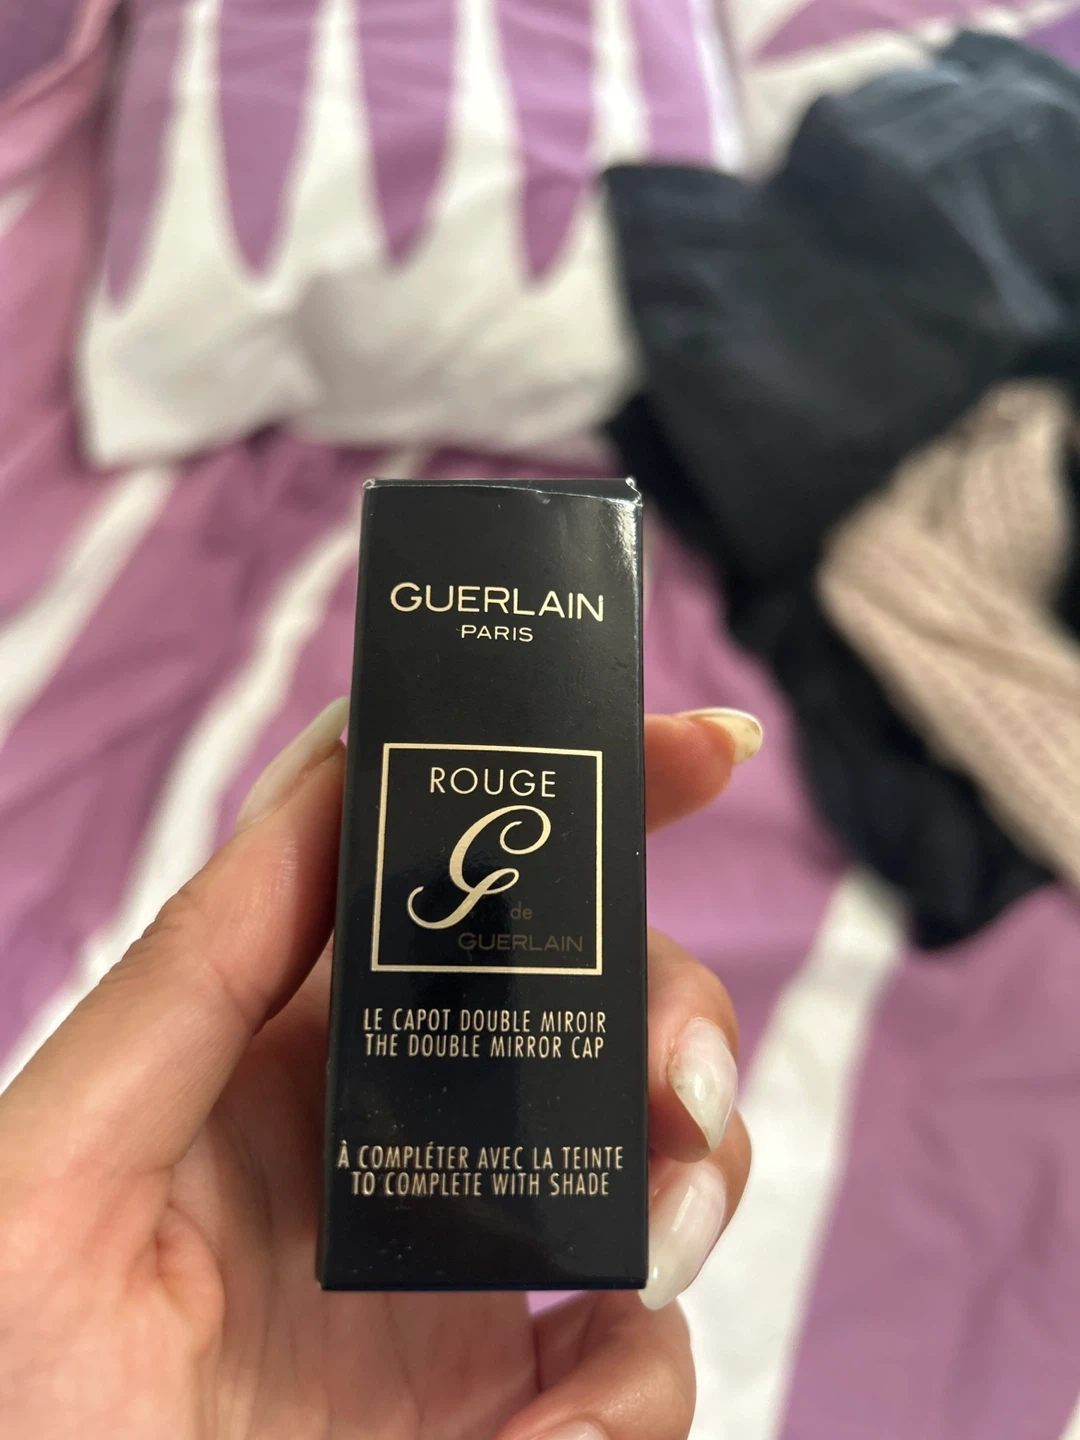 GUERLAIN
PARIS
ROUGE
G
de
GUERLAIN
LE CAPOT DOUBLE MIROIR
THE DOUBLE MIRROR CAP
À COMPLÉTER AVEC LA TEINTE
TO COMPLETE WITH SHADE